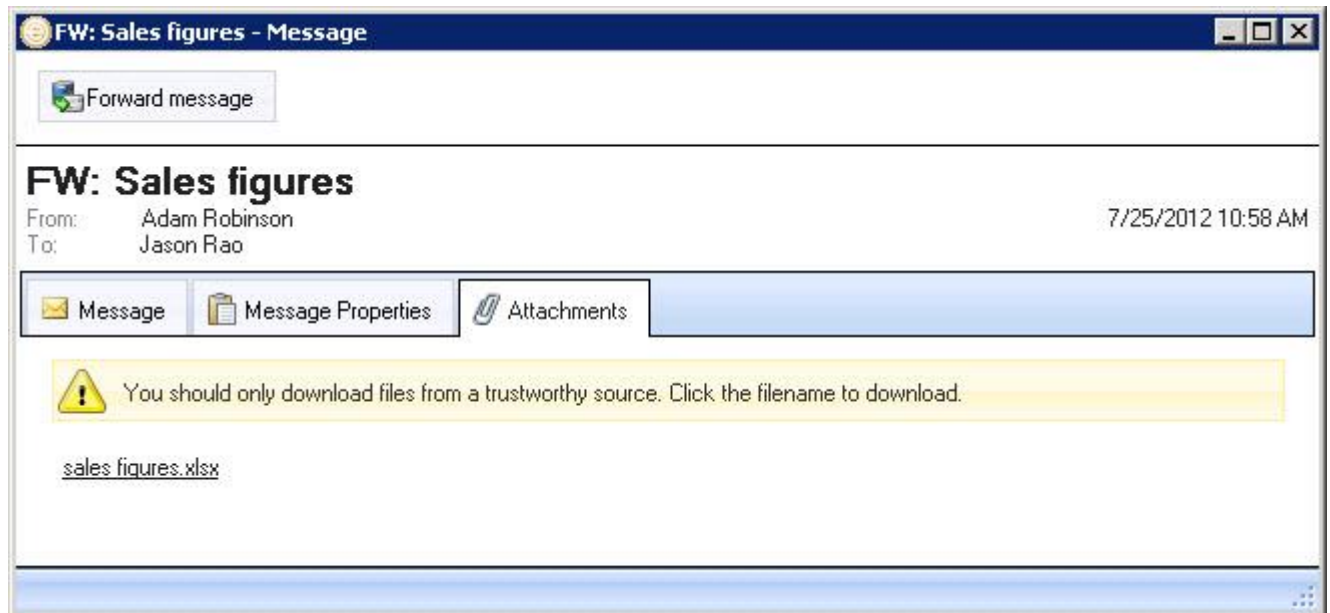 FW: Sales figures - Message
Forward message
FW: Sales figures
From: Adam Robinson 7/25/2012 10:58 AM
To: Jason Rao
Message Message Properties Attachments
You should only download files from a trustworthy source. Click the filename to download.
sales figures.xlsx